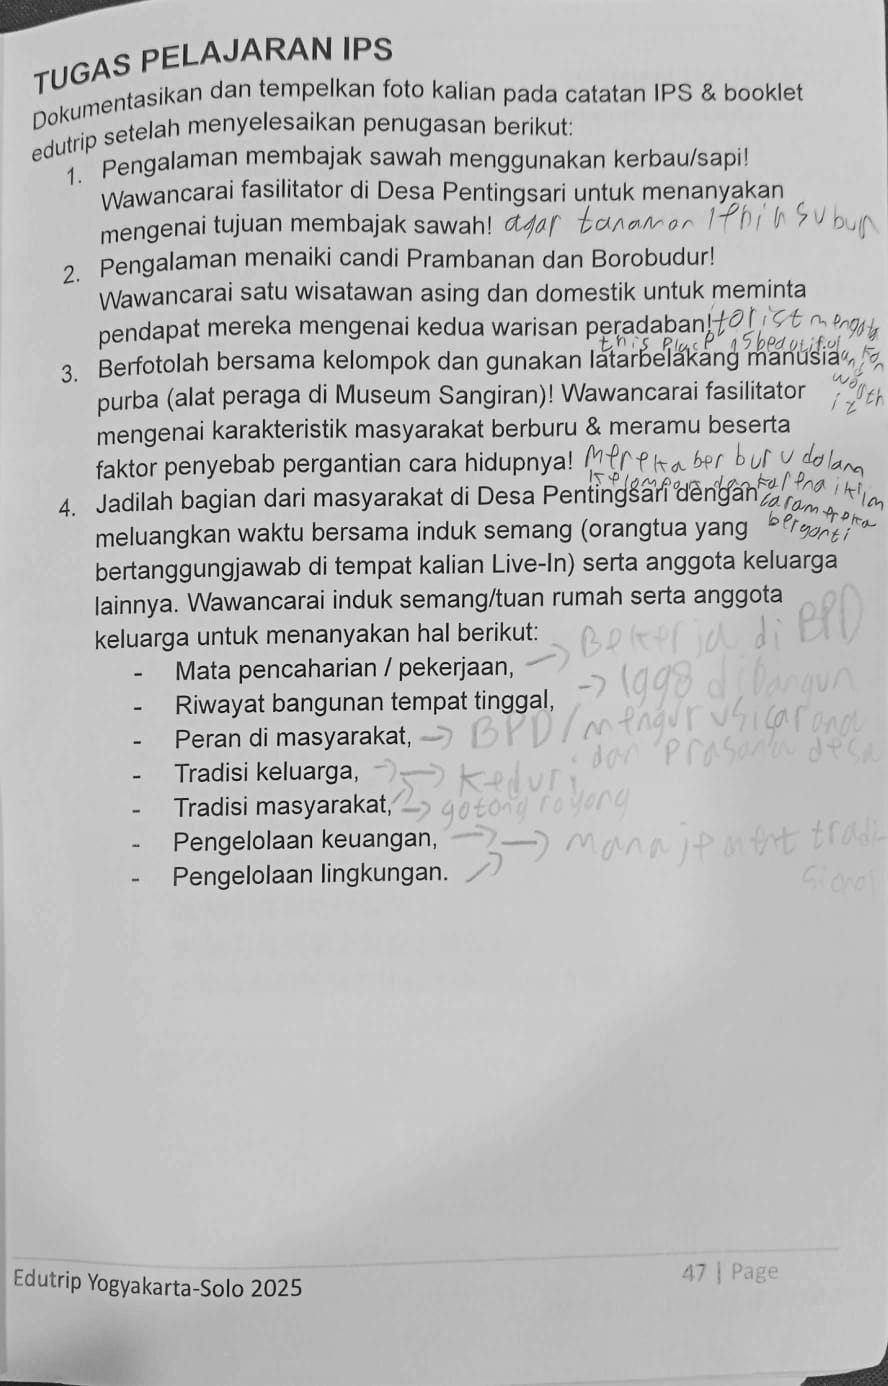 TUGAS PELAJARAN IPS
Dokumentasikan dan tempelkan foto kalian pada catatan IPS & booklet
edutrip setelah menyelesaikan penugasan berikut:
1. Pengalaman membajak sawah menggunakan kerbau/sapi!
Wawancarai fasilitator di Desa Pentingsari untuk menanyakan
mengenai tujuan membajak sawah! agar tanaman lebih subur
2. Pengalaman menaiki candi Prambanan dan Borobudur!
Wawancarai satu wisatawan asing dan domestik untuk meminta
pendapat mereka mengenai kedua warisan peradaban!
this place is beautiful
3. Berfotolah bersama kelompok dan gunakan latarbelakang manusia
purba (alat peraga di Museum Sangiran)! Wawancarai fasilitator
worth
it
mengenai karakteristik masyarakat berburu & meramu beserta
faktor penyebab pergantian cara hidupnya! Mereka berburu dalam
kelompok dan karena iklim
4. Jadilah bagian dari masyarakat di Desa Pentingsari dengan
cara mereka
berganti
meluangkan waktu bersama induk semang (orangtua yang
bertanggungjawab di tempat kalian Live-In) serta anggota keluarga
lainnya. Wawancarai induk semang/tuan rumah serta anggota
keluarga untuk menanyakan hal berikut:
- Mata pencaharian / pekerjaan, → Bekerja di BPD
- Riwayat bangunan tempat tinggal, → 1998 dibangun
- Peran di masyarakat, → BPD/mengurusi sarana
dan prasarana desa
- Tradisi keluarga, → keduri
- Tradisi masyarakat, → gotong royong
- Pengelolaan keuangan, → manajement tradi
sional
- Pengelolaan lingkungan.
Edutrip Yogyakarta-Solo 2025
47 | Page